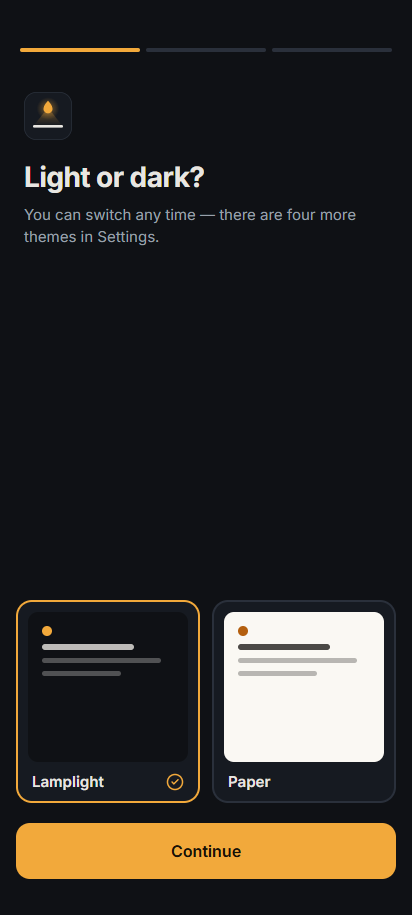 Light or dark?
You can switch any time — there are four more
themes in Settings.
Lamplight
Paper
Continue